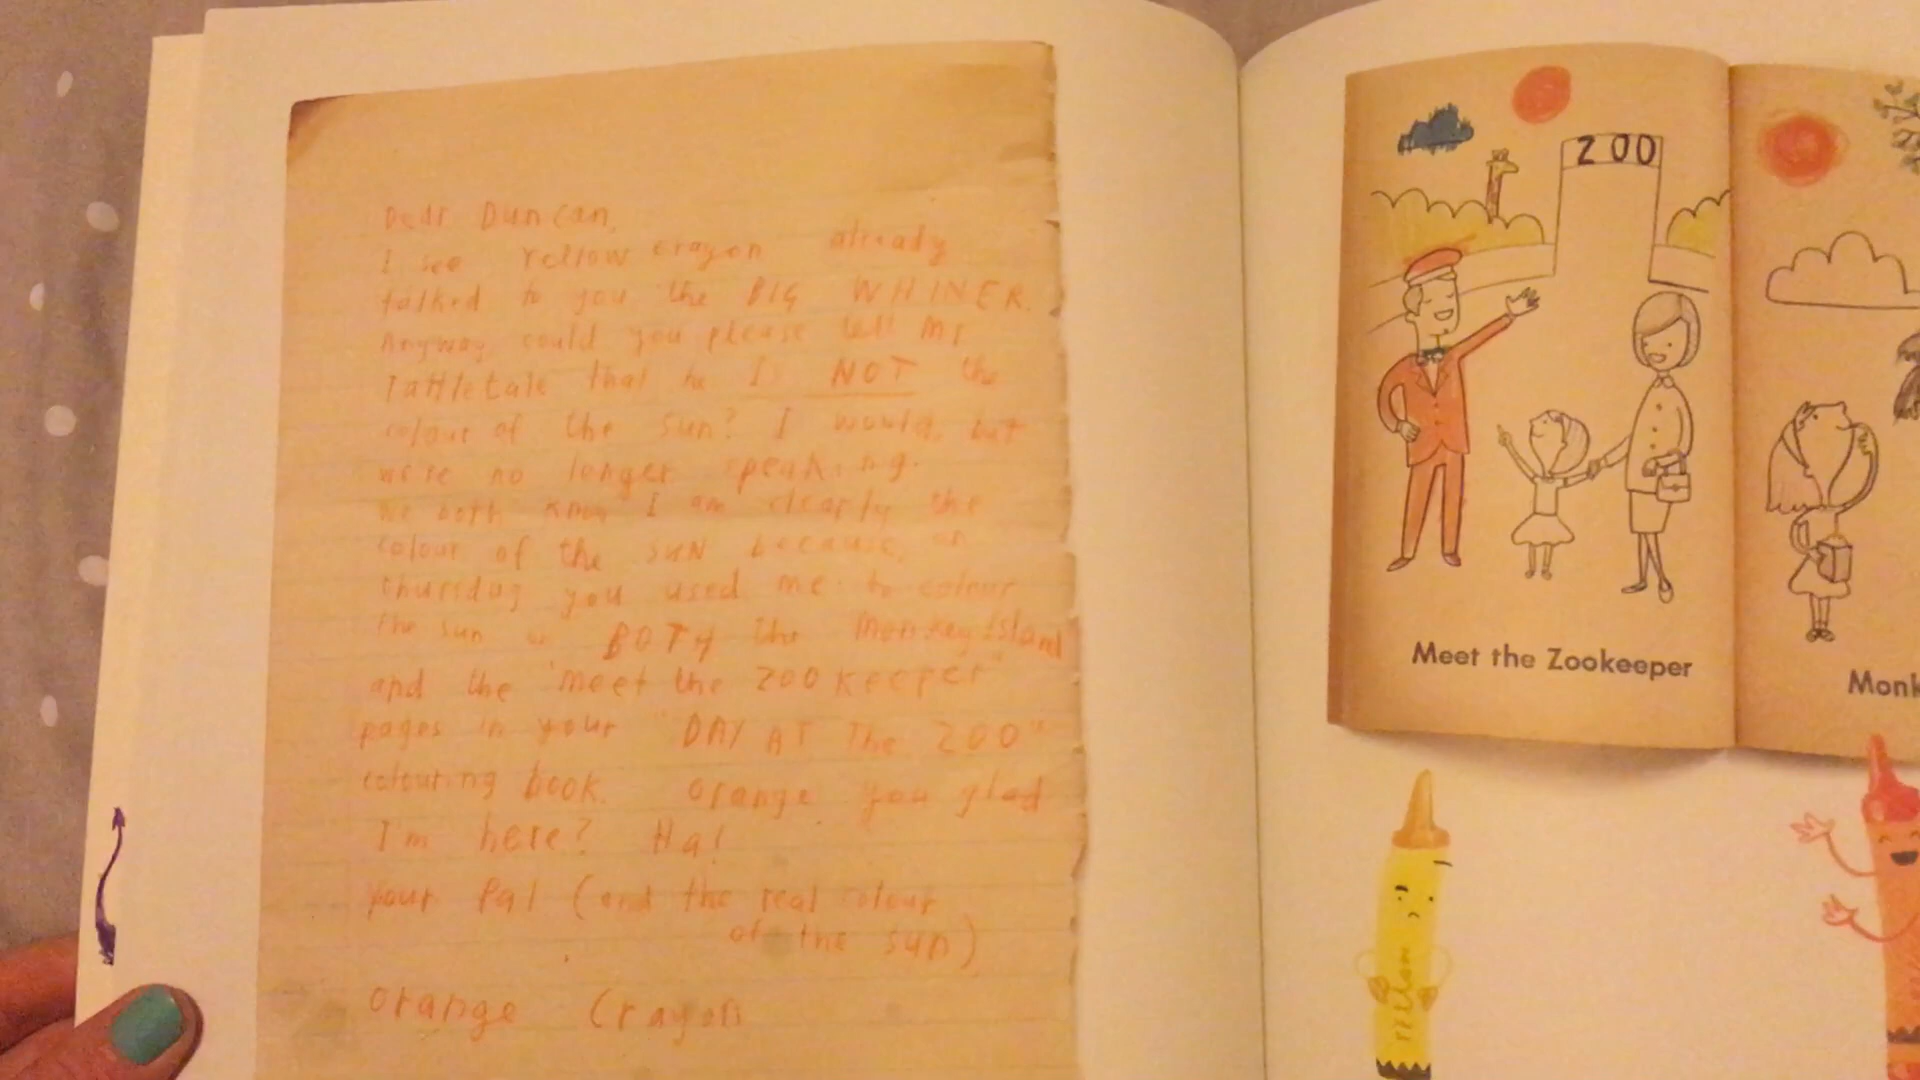 Dear Duncan,
I see Yellow crayon already
talked to you, the BIG WHINER.
Anyway, could you please tell Mr
Tattletale that he is NOT the
colour of the sun? I would, but
we're no longer speaking.
We both know I am clearly the
colour of the sun because, on
Thursday you used me to colour
the sun on BOTH the Monkey Island
and the "meet the zookeeper"
pages in your "DAY AT The ZOO"
colouring book. Orange you glad
I'm here? Ha!
Your Pal (and the real colour
of the sun)
Orange Crayon
ZOO
Meet the Zookeeper
Monk
Yellow